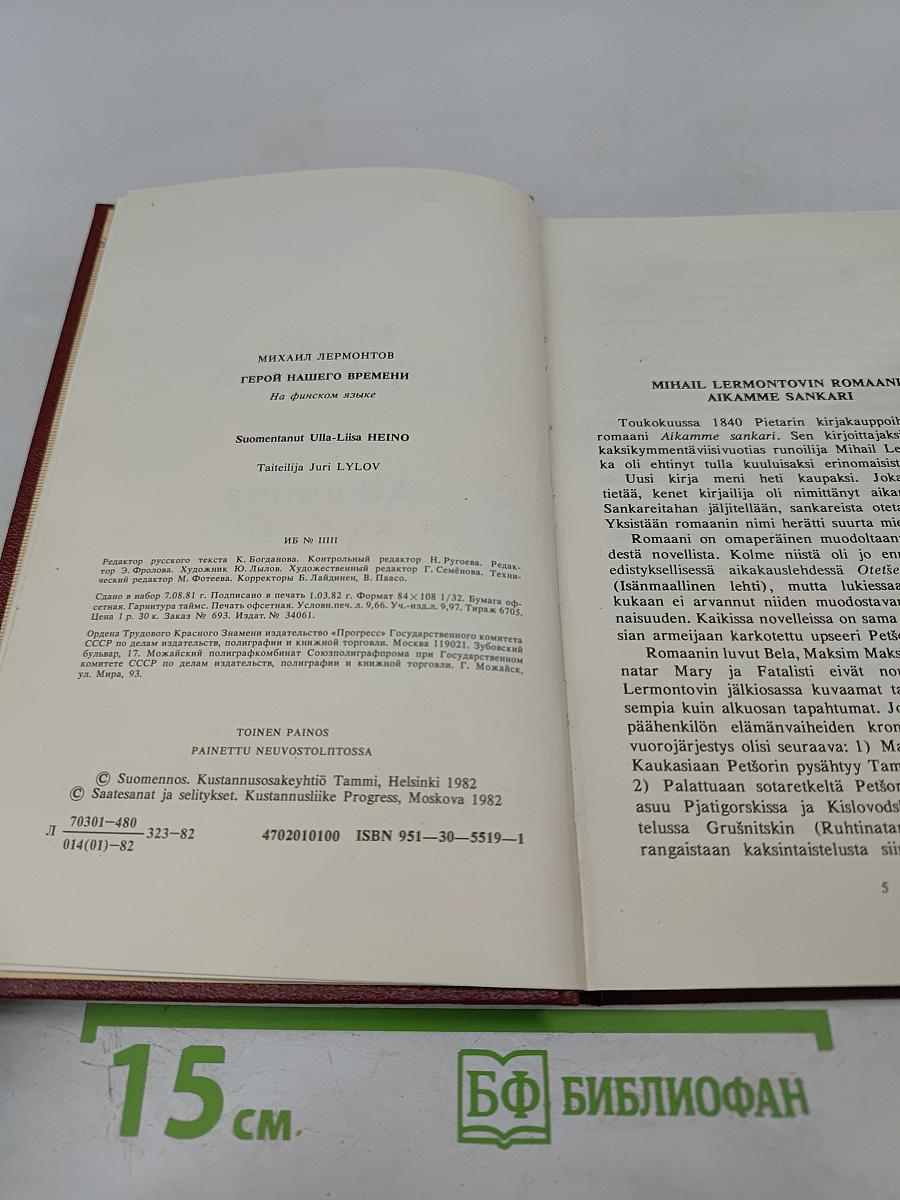 МИХАИЛ ЛЕРМОНТОВ
ГЕРОЙ НАШЕГО ВРЕМЕНИ
На финском языке
Suomentanut Ulla-Liisa HEINO
Taiteilija Juri LYLOV
ИБ № 11111
Редактор русского текста К. Богданова. Контрольный редактор Н. Ругоева. Редак-
тор Э. Фролова. Художник Ю. Лылов. Художественный редактор Г. Семёнова. Техни-
ческий редактор М. Фотеева. Корректоры Б. Лайдинен, В. Паасо.
Сдано в набор 7.08.81 г. Подписано в печать 1.03.82 г. Формат 84×108 1/32. Бумага оф-
сетная. Гарнитура таймс. Печать офсетная. Условн.печ. л. 9,66. Уч.-изд.л. 9,97. Тираж 6705.
Цена 1 р. 30 к. Заказ № 693. Издат. № 34061.
Ордена Трудового Красного Знамени издательство «Прогресс» Государственного комитета
СССР по делам издательств, полиграфии и книжной торговли. Москва 119021. Зубовский
бульвар, 17. Можайский полиграфкомбинат Союзполиграфпрома при Государственном
комитете СССР по делам издательств, полиграфии и книжной торговли. Г. Можайск,
ул. Мира, 93.
TOINEN PAINOS
PAINETTU NEUVOSTOLIITOSSA
© Suomennos. Kustannusosakeyhtiö Tammi, Helsinki 1982
© Saatesanat ja selitykset. Kustannusliike Progress, Moskova 1982
Л 70301—480 323—82
014(01)—82
4702010100 ISBN 951—30—5519—1
MIHAIL LERMONTOVIN ROMAANI
AIKAMME SANKARI
Toukokuussa 1840 Pietarin kirjakauppoih
romaani Aikamme sankari. Sen kirjoittajaksi
kaksikymmentäviisivuotias runoilija Mihail Le
ka oli ehtinyt tulla kuuluisaksi erinomaisist
Uusi kirja meni heti kaupaksi. Joka
tietää, kenet kirjailija oli nimittänyt aikan
Sankareitahan jäljitellään, sankareista ote
Yksistään romaanin nimi herätti suurta mie
Romaani on omaperäinen muodoltaan
destä novellista. Kolme niistä oli jo enn
edistyksellisessä aikakauslehdessä Otetše
(Isänmaallinen lehti), mutta lukiessaa
kukaan ei arvannut niiden muodostavan
naisuuden. Kaikissa novelleissa on sama
sian armeijaan karkotettu upseeri Petšo
Romaanin luvut Bela, Maksim Maks
natar Mary ja Fatalisti eivät nou
Lermontovin jälkiosassa kuvaamat ta
sempia kuin alkuosan tapahtumat. Jo
päähenkilön elämänvaiheiden kron
vuorojärjestys olisi seuraava: 1) Ma
Kaukasiaan Petšorin pysähtyy Tam
2) Palattuaan sotaretkeltä Petšor
asuu Pjatigorskissa ja Kislovods
telussa Grušnitskin (Ruhtinatar
rangaistaan kaksintaistelusta siir
5
15 см.
БФ БИБЛИОФАН